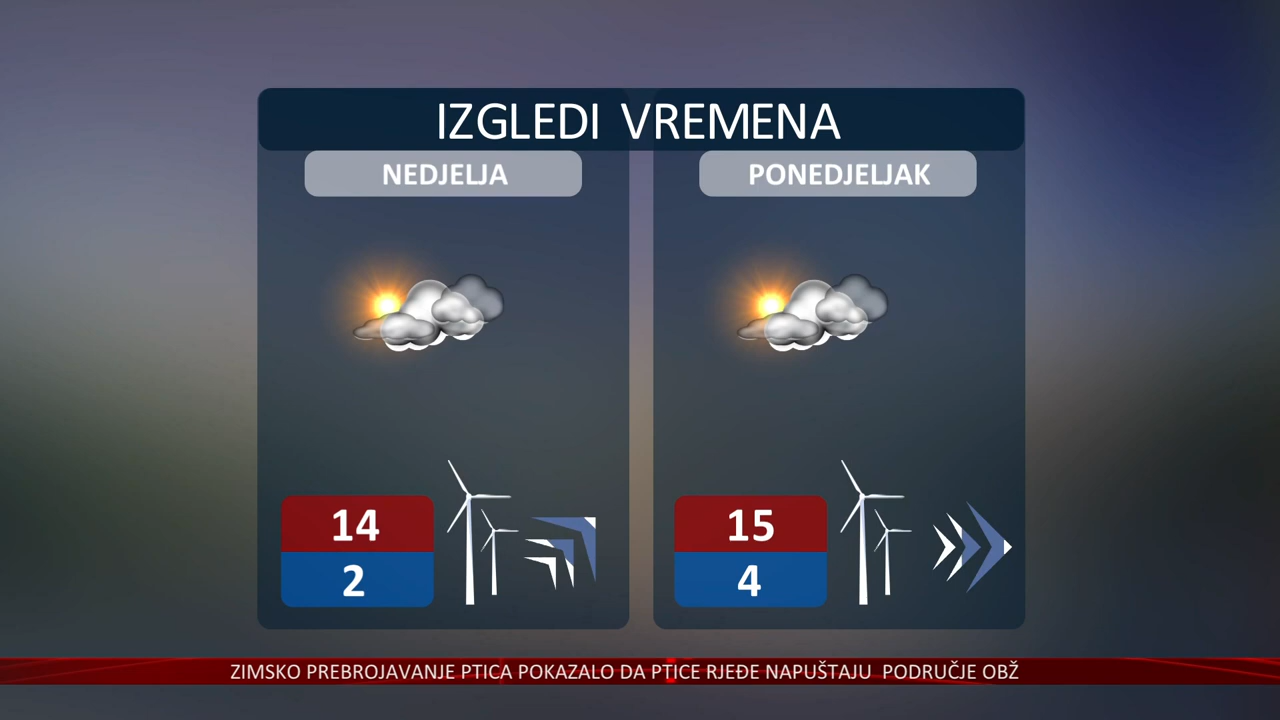 IZGLEDI VREMENA
NEDJELJA
PONEDJELJAK
14
2
15
4
ZIMSKO PREBROJAVANJE PTICA POKAZALO DA PTICE RJEĐE NAPUŠTAJU PODRUČJE OBŽ